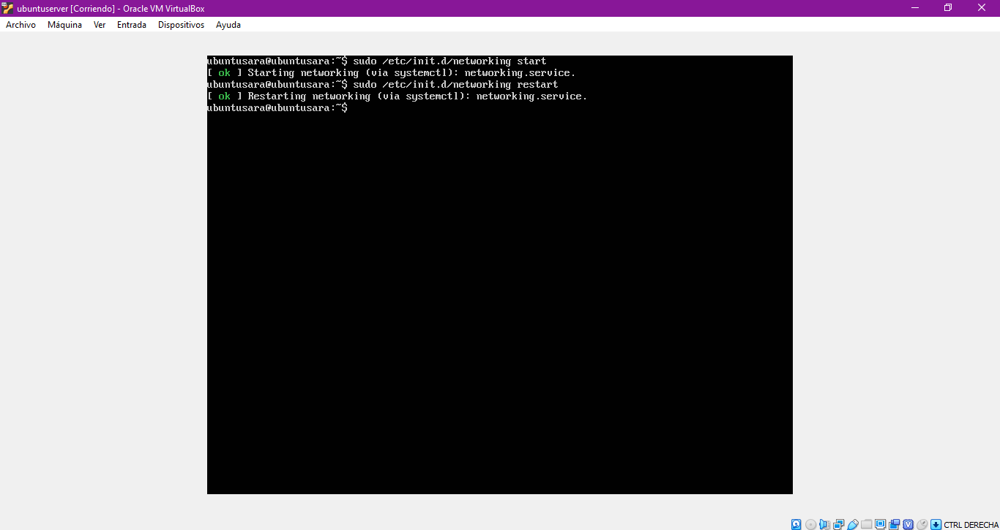 ubuntuserver [Corriendo] - Oracle VM VirtualBox
Archivo Máquina Ver Entrada Dispositivos Ayuda
ubuntusara@ubuntusara:~$ sudo /etc/init.d/networking start
[ ok ] Starting networking (via systemctl): networking.service.
ubuntusara@ubuntusara:~$ sudo /etc/init.d/networking restart
[ ok ] Restarting networking (via systemctl): networking.service.
ubuntusara@ubuntusara:~$
CTRL DERECHA